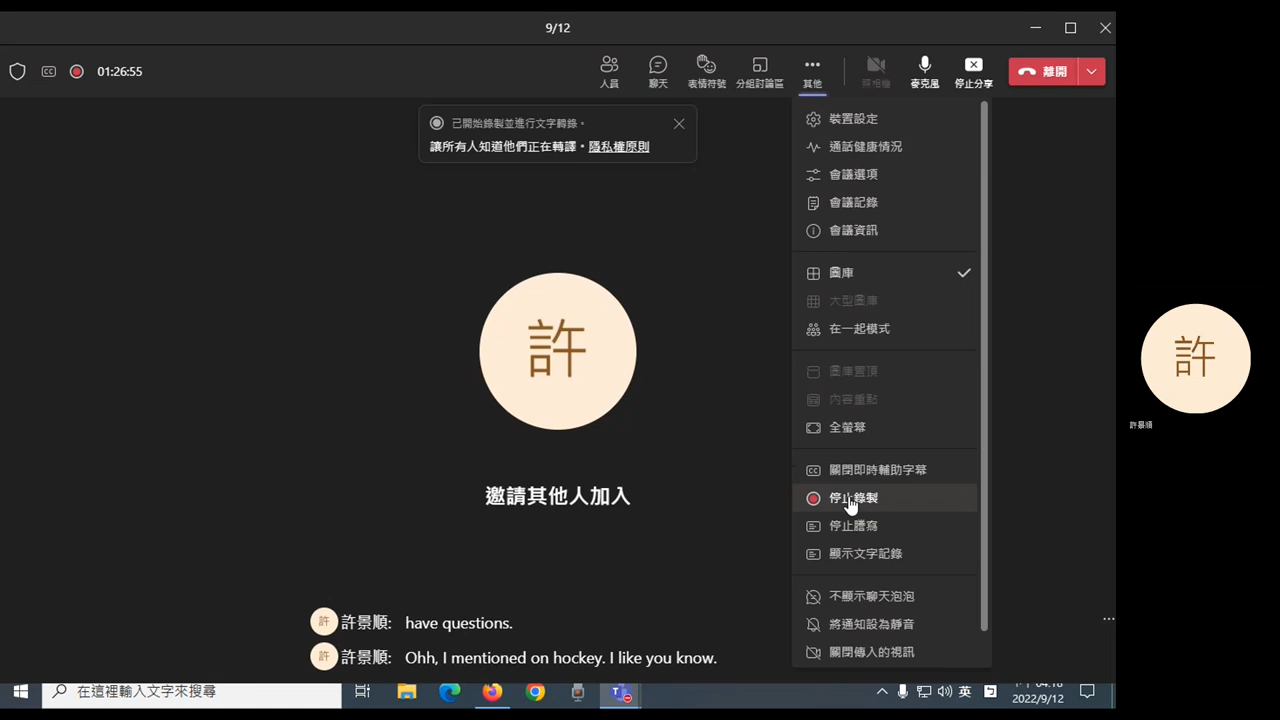 9/12
01:26:55
人員
聊天
表情符號
分組討論區
其他
照相機
麥克風
停止分享
離開
已開始錄製並進行文字轉錄。
讓所有人知道他們正在轉譯。隱私權原則
裝置設定
通話健康情況
會議選項
會議記錄
會議資訊
圖庫
大型圖庫
在一起模式
圖庫置頂
內容重點
全螢幕
關閉即時輔助字幕
停止錄製
停止謄寫
顯示文字記錄
不顯示聊天泡泡
將通知設為靜音
關閉傳入的視訊
許
邀請其他人加入
許
許景順
許 許景順: have questions.
許 許景順: Ohh, I mentioned on hockey. I like you know.
在這裡輸入文字來搜尋
英
2022/9/12